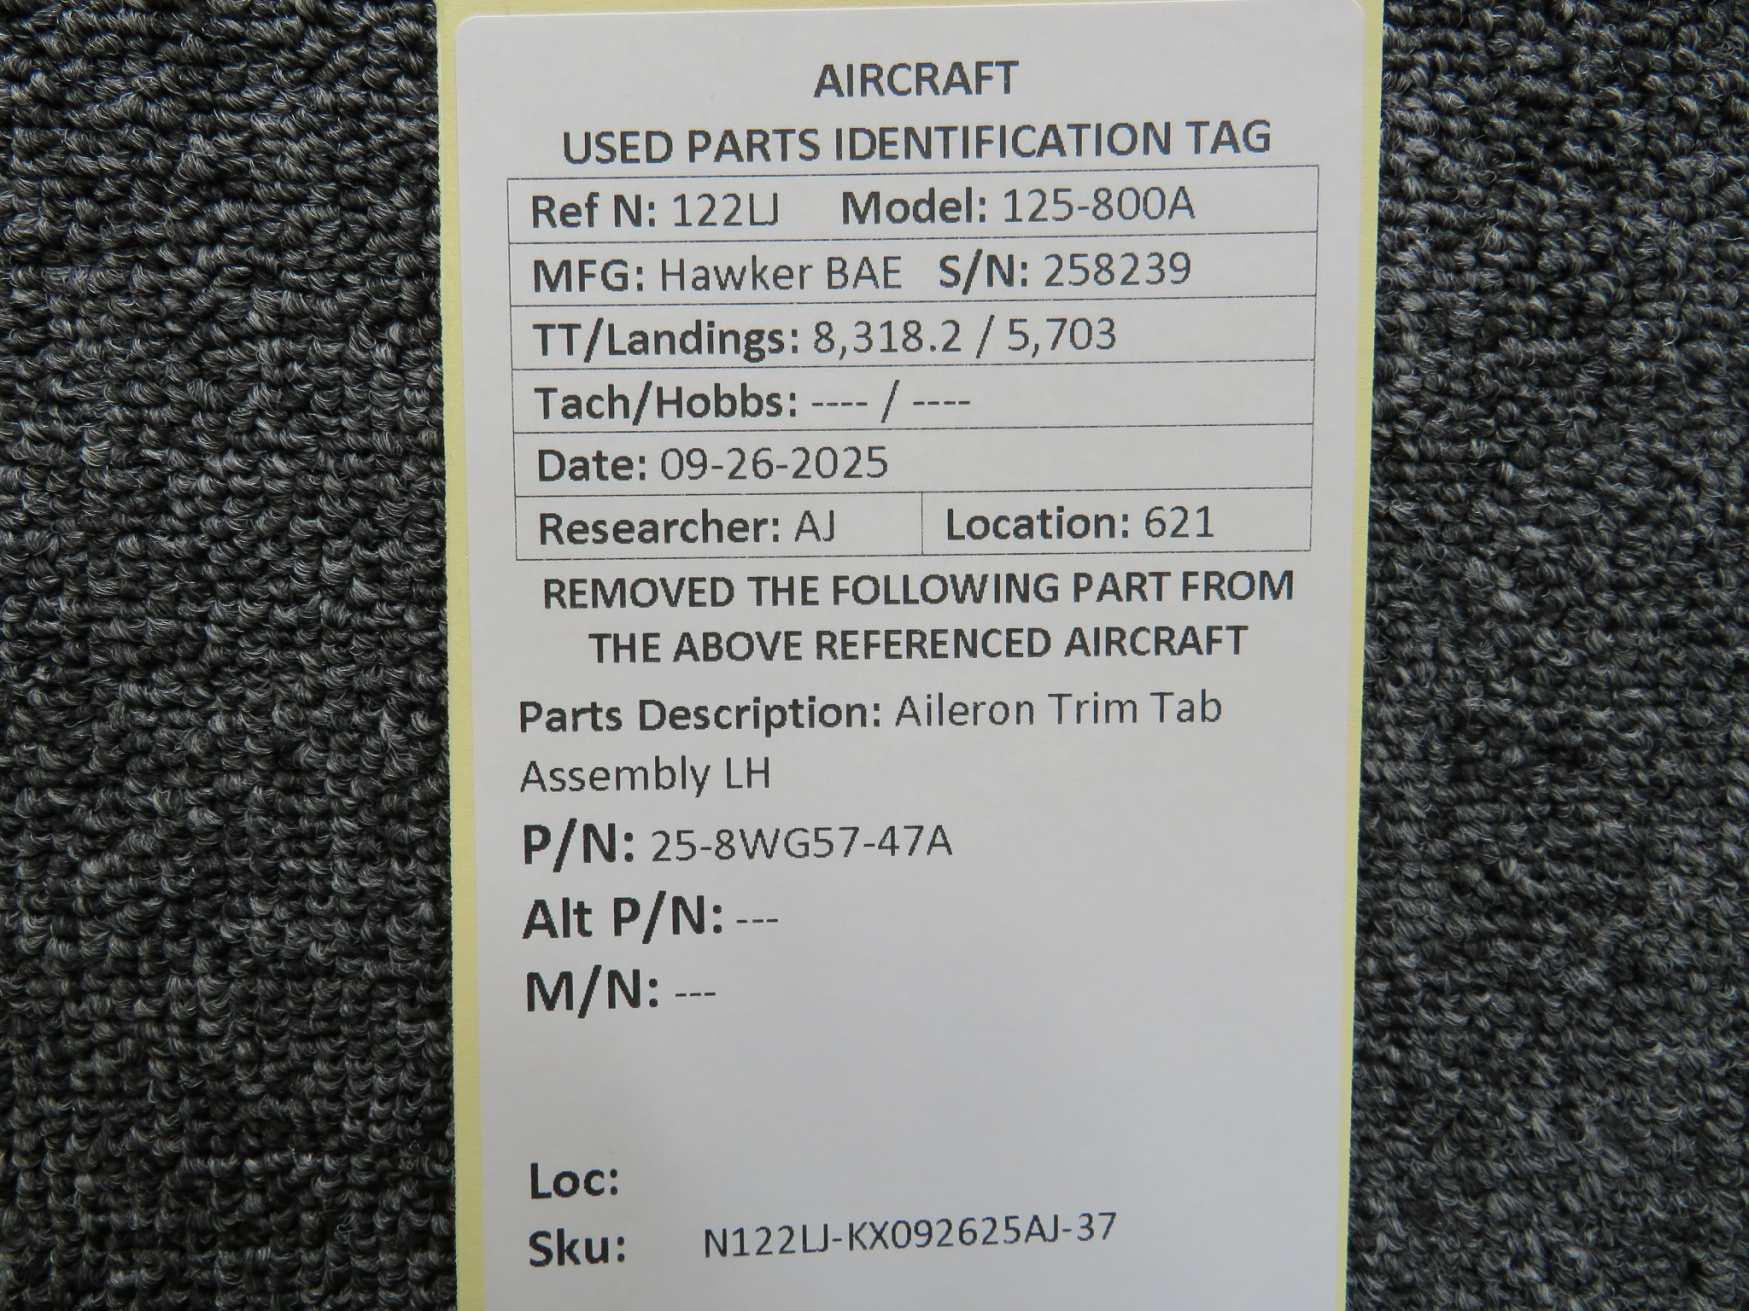 AIRCRAFT
USED PARTS IDENTIFICATION TAG
Ref N: 122LJ Model: 125-800A
MFG: Hawker BAE S/N: 258239
TT/Landings: 8,318.2 / 5,703
Tach/Hobbs: ---- / ----
Date: 09-26-2025
Researcher: AJ Location: 621
REMOVED THE FOLLOWING PART FROM
THE ABOVE REFERENCED AIRCRAFT
Parts Description: Aileron Trim Tab
Assembly LH
P/N: 25-8WG57-47A
Alt P/N: ---
M/N: ---
Loc:
Sku: N122LJ-KX092625AJ-37